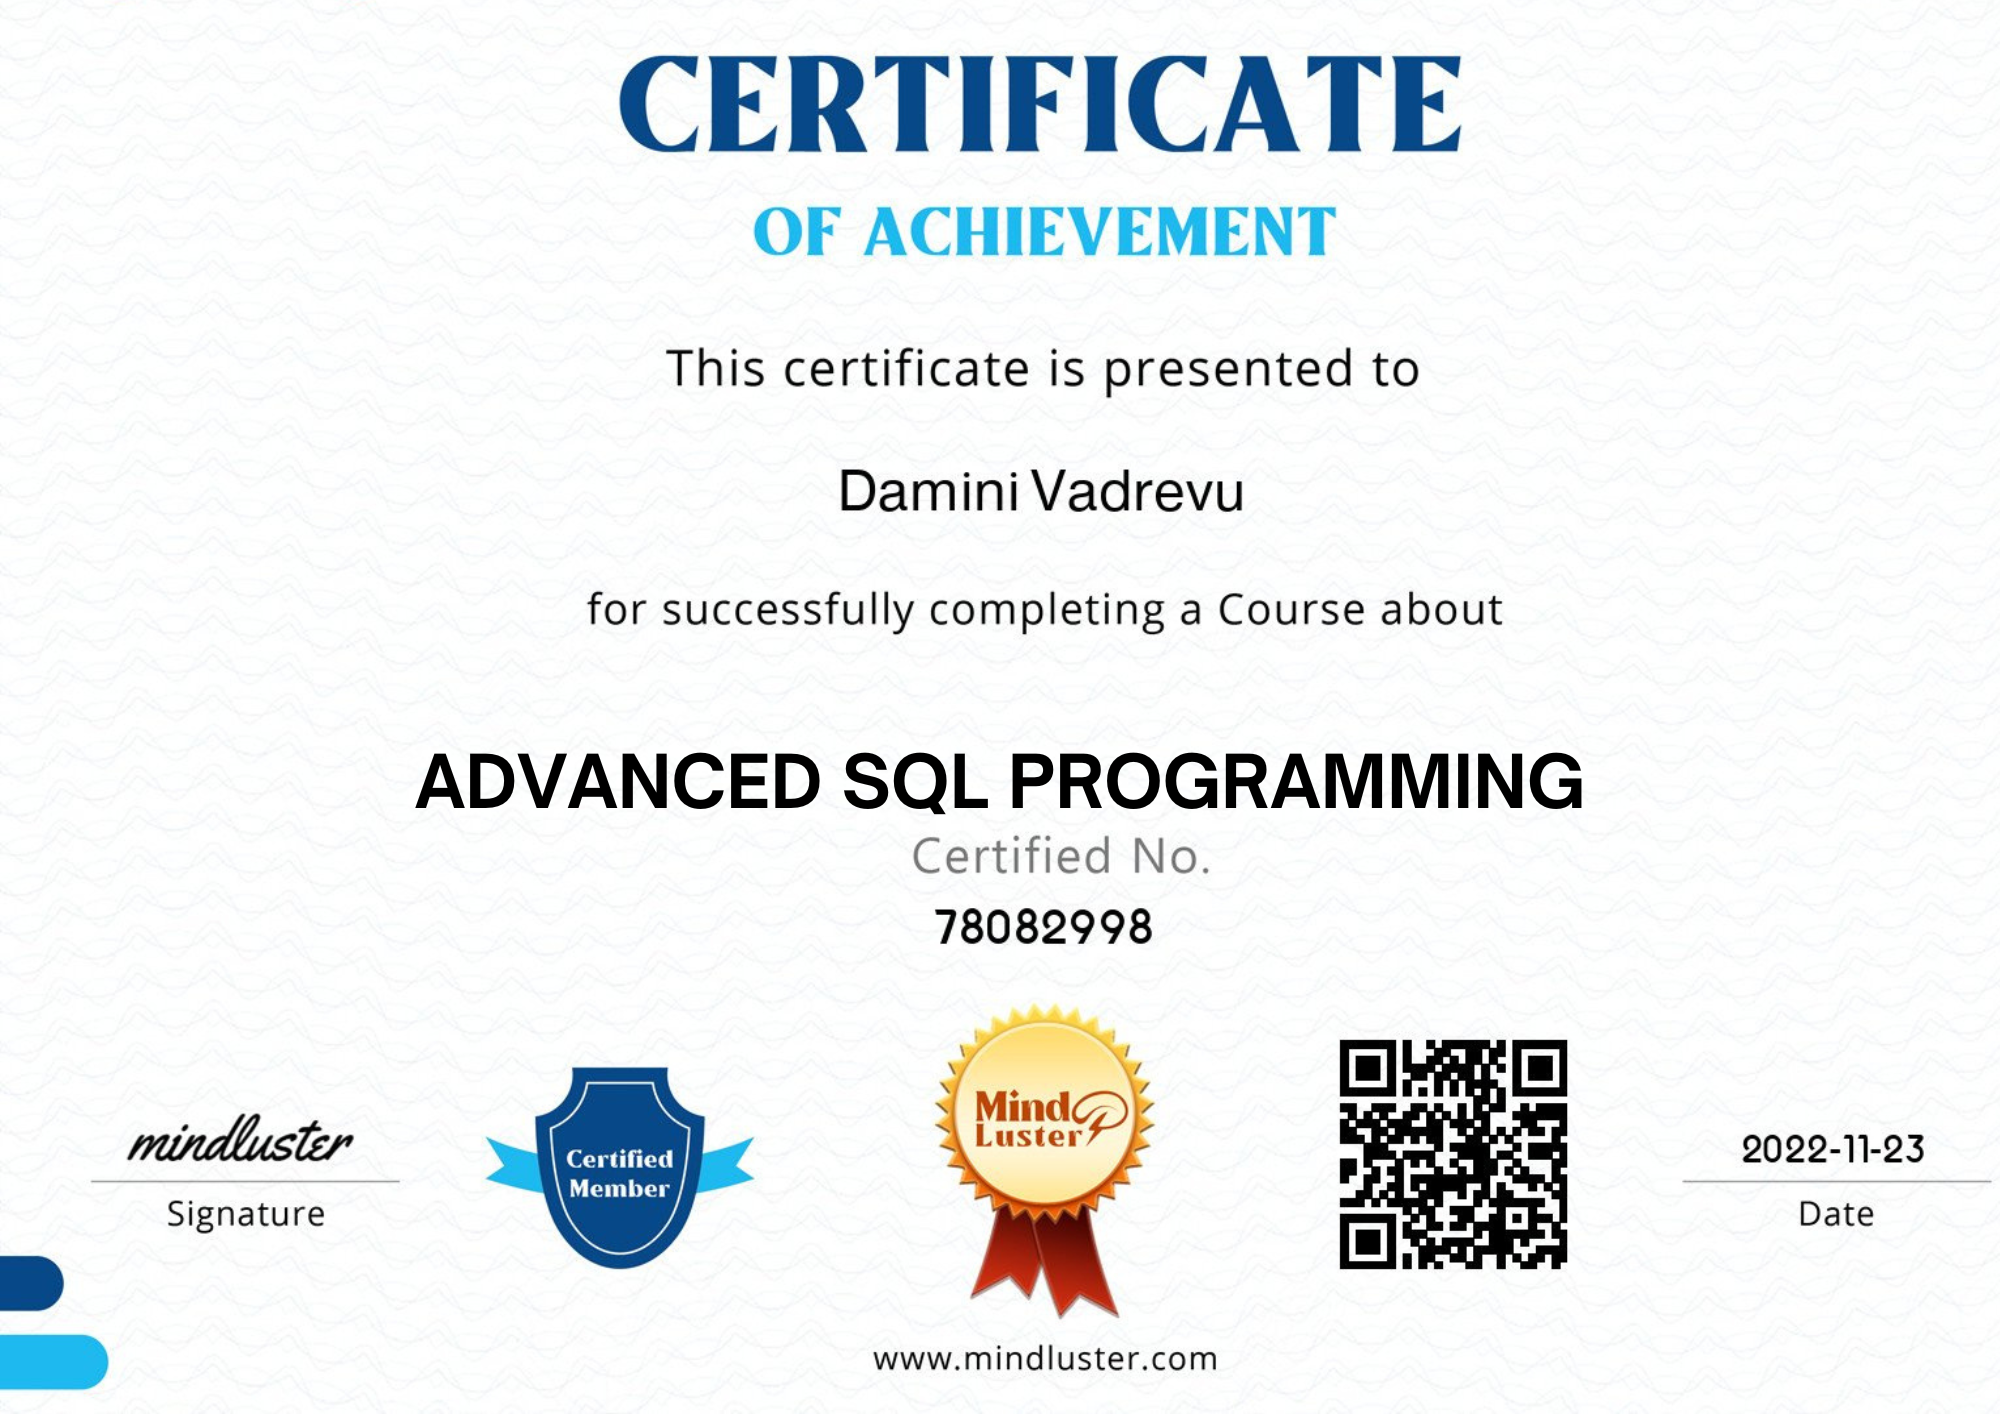 CERTIFICATE
OF ACHIEVEMENT
This certificate is presented to
Damini Vadrevu
for successfully completing a Course about
ADVANCED SQL PROGRAMMING
Certified No.
78082998
mindluster
Signature
Certified
Member
Mind
Luster
2022-11-23
Date
www.mindluster.com